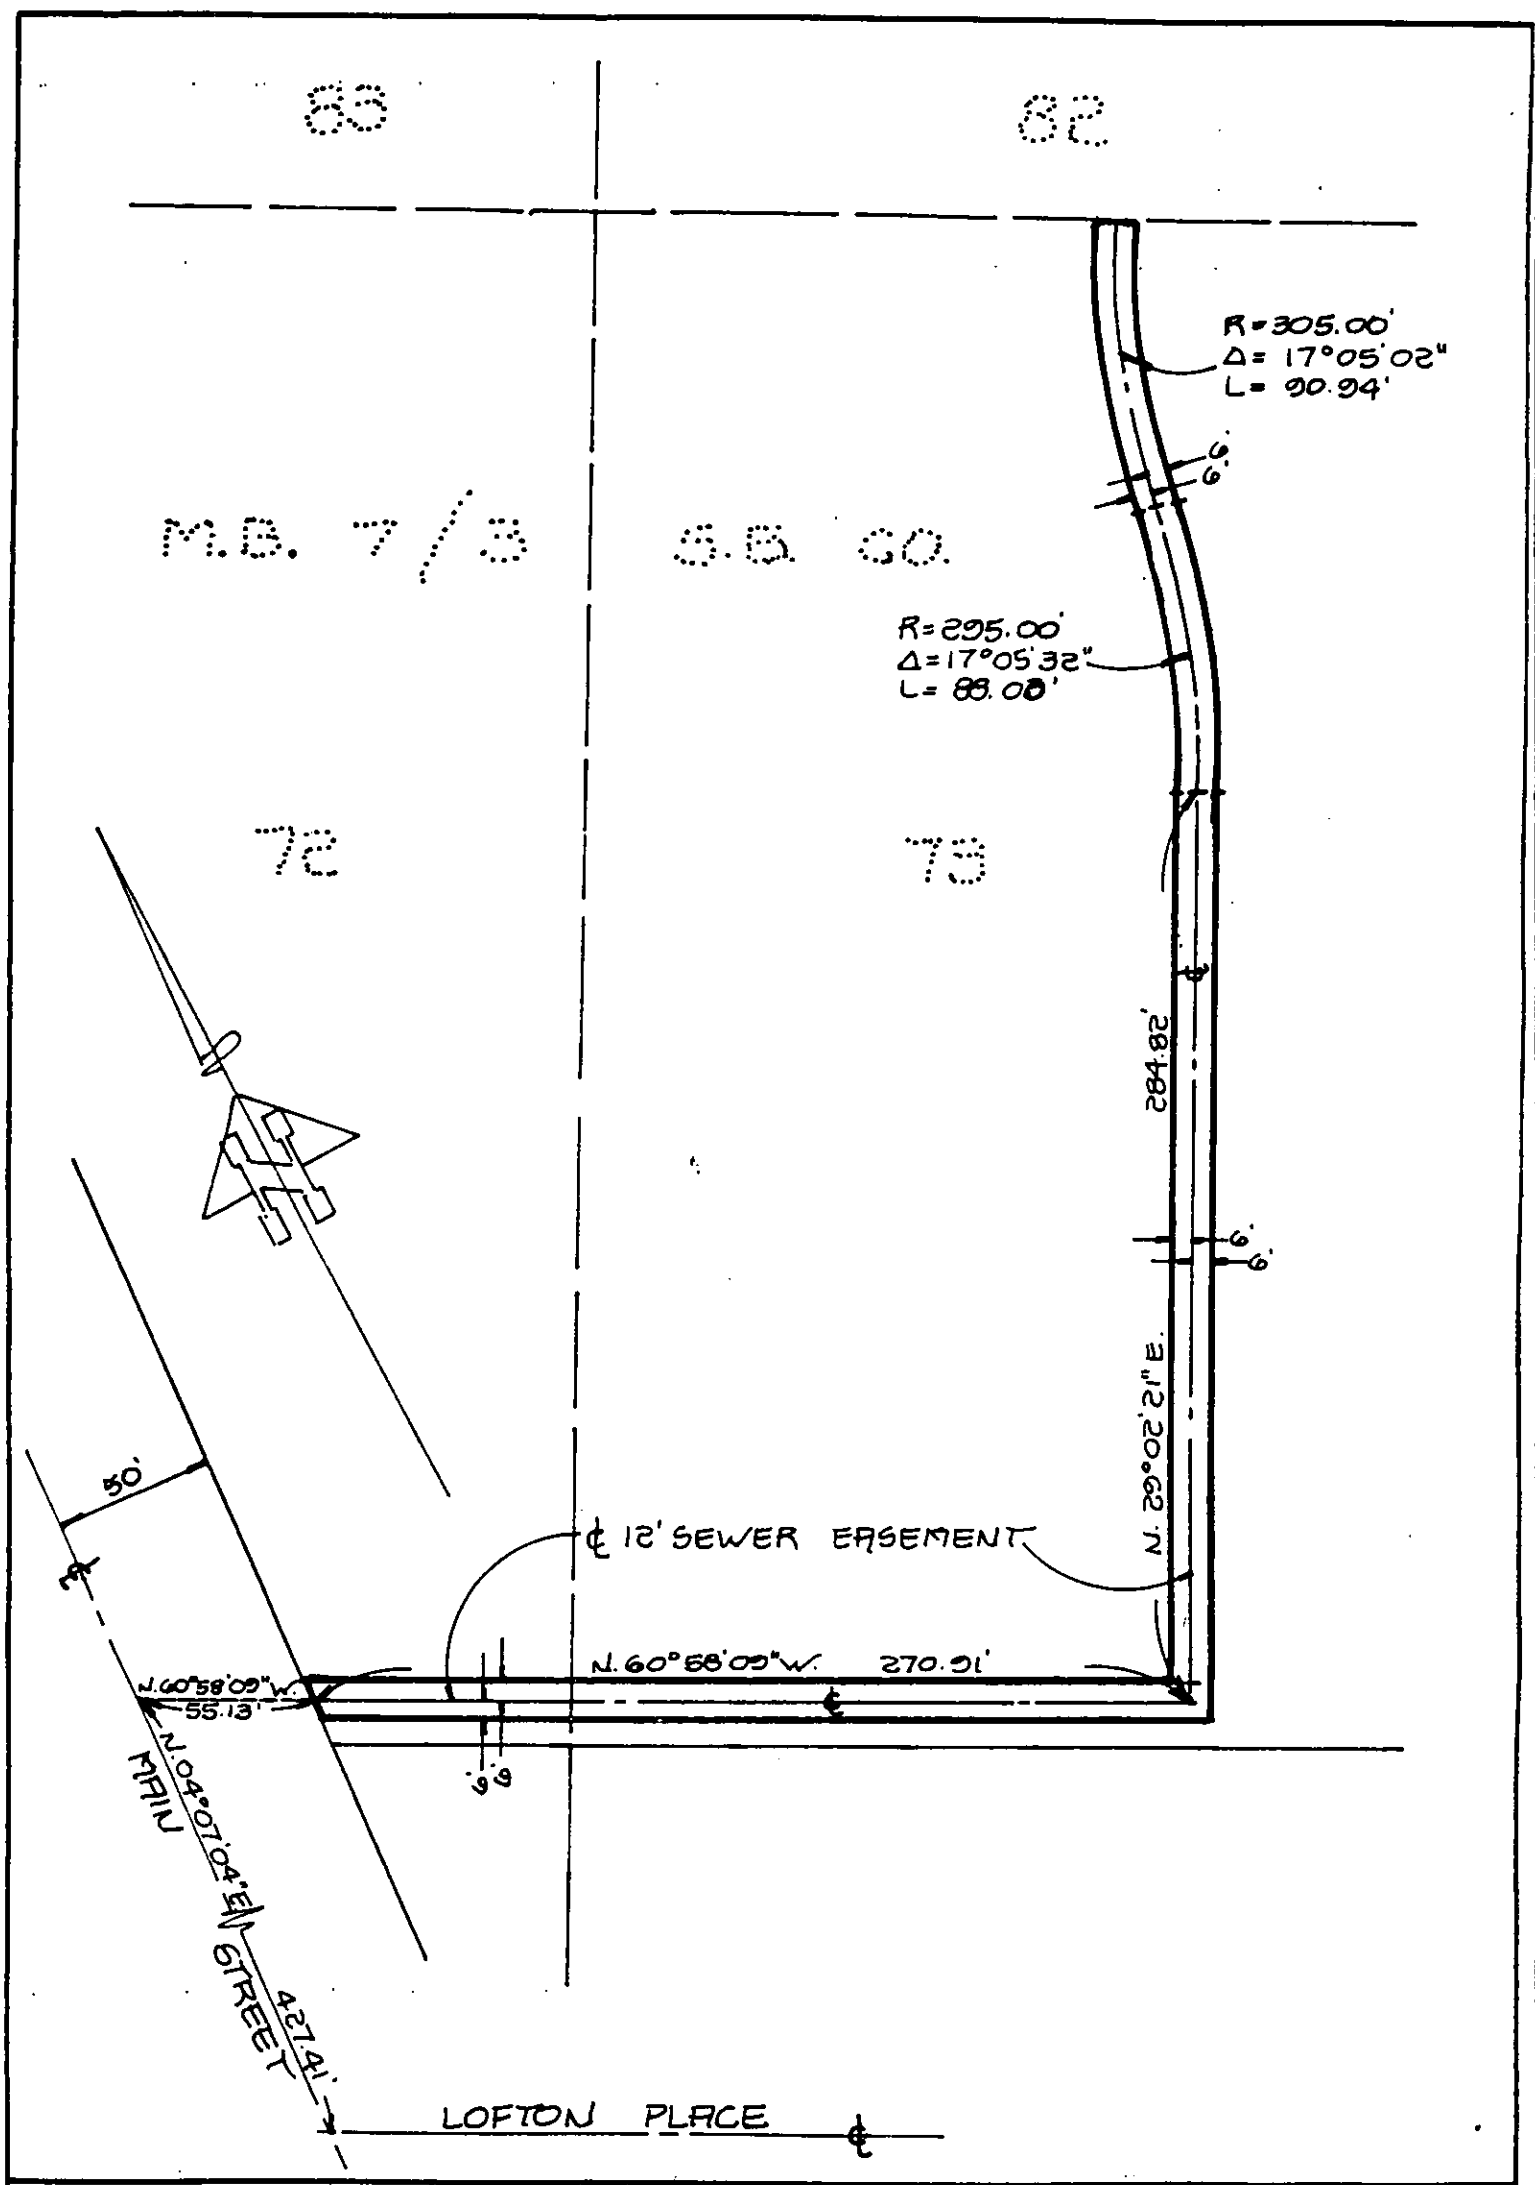 83
82
R=305.00'
Δ= 17°05'02"
L= 90.94'
6'
6'
M.B. 7/3 S.B. CO.
R=295.00'
Δ=17°05'32"
L= 88.00'
72
73
℄
284.82'
6'
6'
N. 29°02'21" E.
50'
℄
℄ 12' SEWER EASEMENT
N. 60°58'09" W. 270.91'
N. 60°58'09" W.
55.13'
℄
6'
6'
N. 04°07'04" E.
MAIN STREET
427.41'
LOFTON PLACE ℄